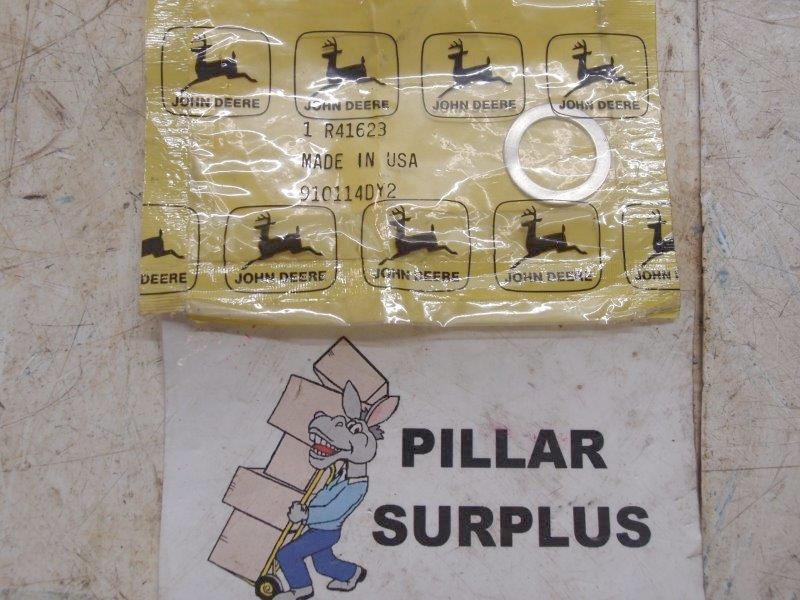 JOHN DEERE JOHN DEERE JOHN DEERE JOHN DEERE
1 R41623
MADE IN USA
910114DY2
DEERE JOHN DEERE JOHN DEERE JOHN DEERE JOHN
PILLAR
SURPLUS